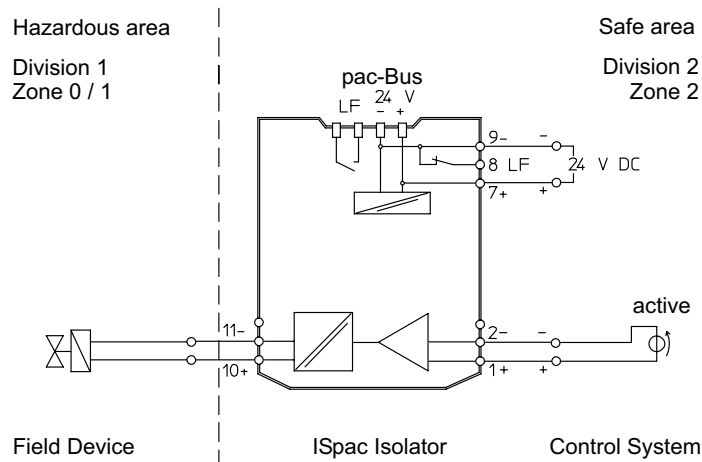 Hazardous area
Safe area
Division 1
Zone 0 / 1
Division 2
Zone 2
pac-Bus
LF 24 V
- +
9-
-
8 LF
24 V DC
7+
+
active
11-
2-
-
10+
1+
+
Field Device
ISpac Isolator
Control System